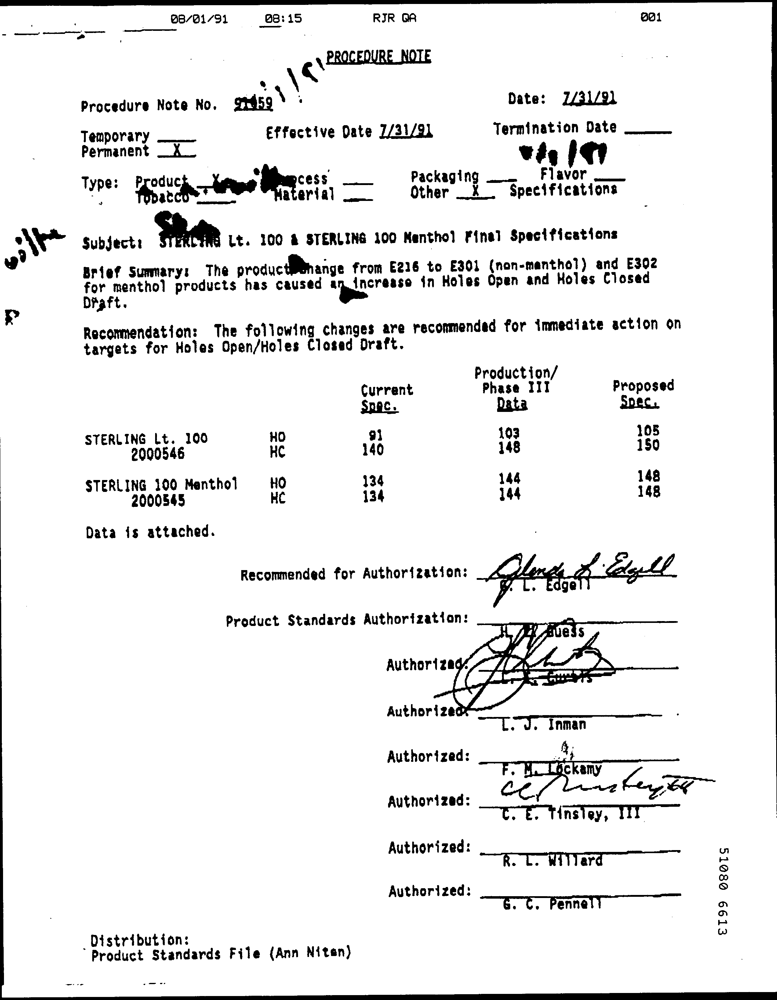 08/01/91 08:15 RJR QA 001
PROCEDURE NOTE
Procedure Note No. Date: 7/31/91
Temporary ____ Effective Date 7/31/91 Termination Date ____
Permanent X
Type: Product X Packaging ____ Flavor ____
Tobacco ____ Material ____ Other X Specifications
Subject: STERLING Lt. 100 & STERLING 100 Menthol Final Specifications
Brief Summary: The product change from E216 to E301 (non-menthol) and E302
for menthol products has caused an increase in Holes Open and Holes Closed
Draft.
Recommendation: The following changes are recommended for immediate action on
targets for Holes Open/Holes Closed Draft.
Production/
Current Phase III Proposed
Spec. Data Spec.
STERLING Lt. 100 HO 91 103 105
2000546 HC 140 148 150
STERLING 100 Menthol HO 134 144 148
2000545 HC 134 144 148
Data is attached.
Recommended for Authorization: Glenda L. Edgell
G. L. Edgell
Product Standards Authorization:
Guess
Authorized:
Curtis
Authorized:
L. J. Inman
Authorized:
F. M. Lockamy
Authorized:
C. E. Tinsley, III
Authorized:
R. L. Willard
Authorized:
G. C. Pennell
Distribution:
Product Standards File (Ann Niten)
51080 6613